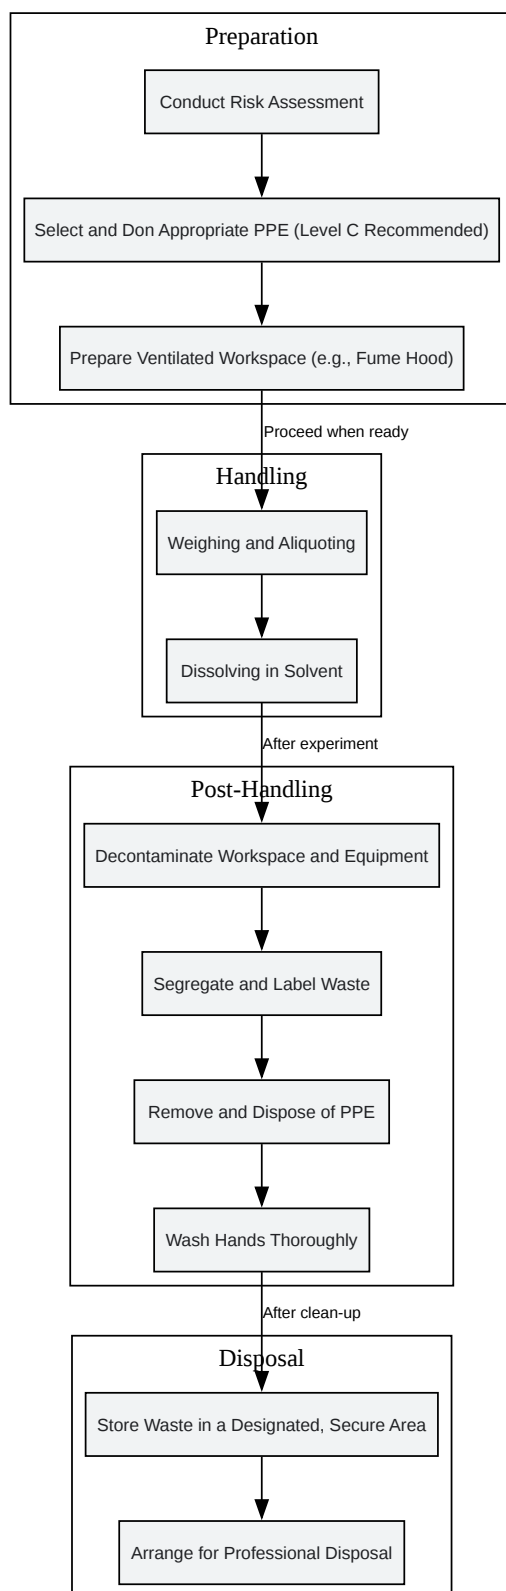 Preparation
Conduct Risk Assessment
Select and Don Appropriate PPE (Level C Recommended)
Prepare Ventilated Workspace (e.g., Fume Hood)
Proceed when ready
Handling
Weighing and Aliquoting
Dissolving in Solvent
After experiment
Post-Handling
Decontaminate Workspace and Equipment
Segregate and Label Waste
Remove and Dispose of PPE
Wash Hands Thoroughly
After clean-up
Disposal
Store Waste in a Designated, Secure Area
Arrange for Professional Disposal